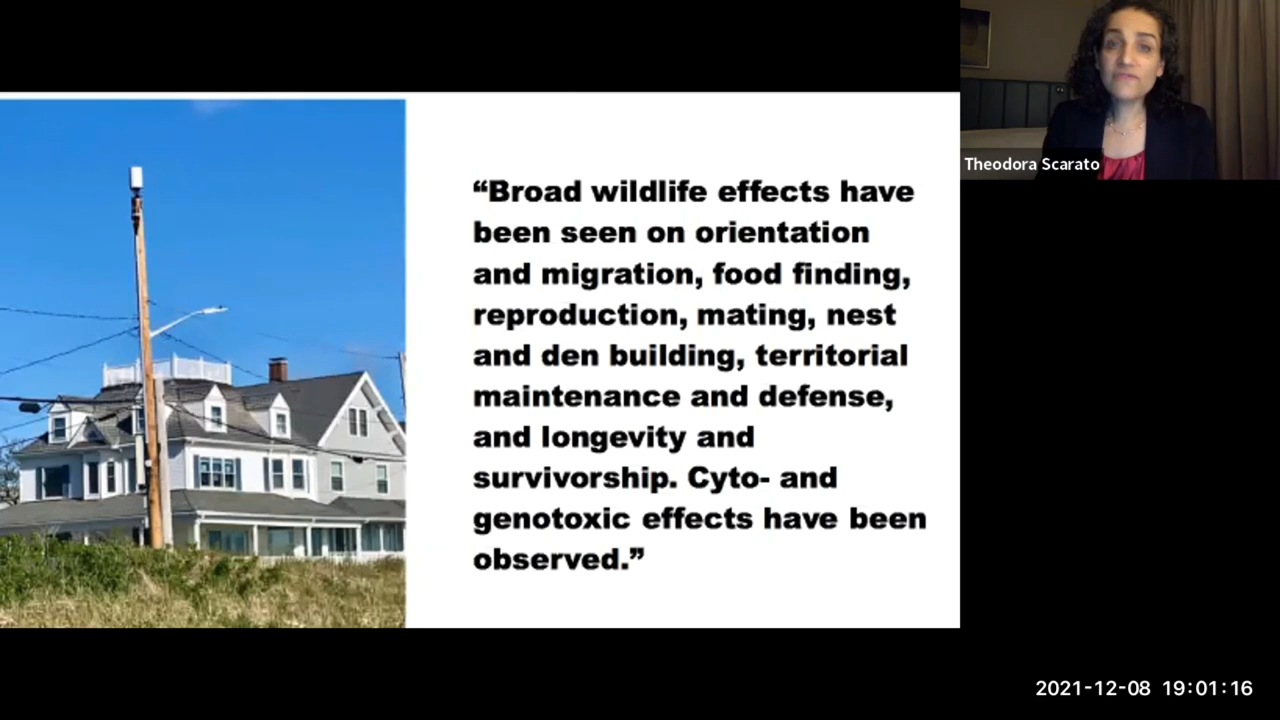 “Broad wildlife effects have
been seen on orientation
and migration, food finding,
reproduction, mating, nest
and den building, territorial
maintenance and defense,
and longevity and
survivorship. Cyto- and
genotoxic effects have been
observed.”
Theodora Scarato
2021-12-08 19:01:16